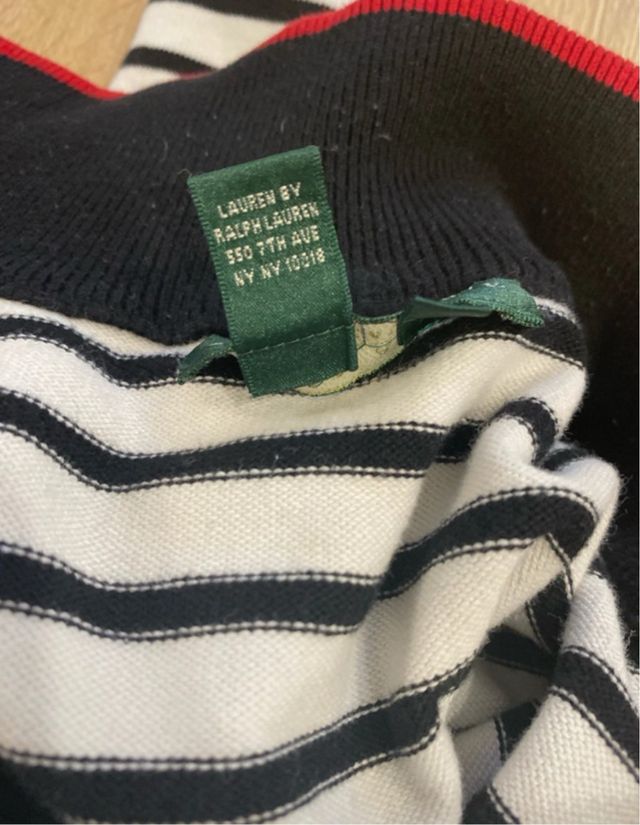 LAUREN BY
RALPH LAUREN
550 7TH AVE
NY NY 10018